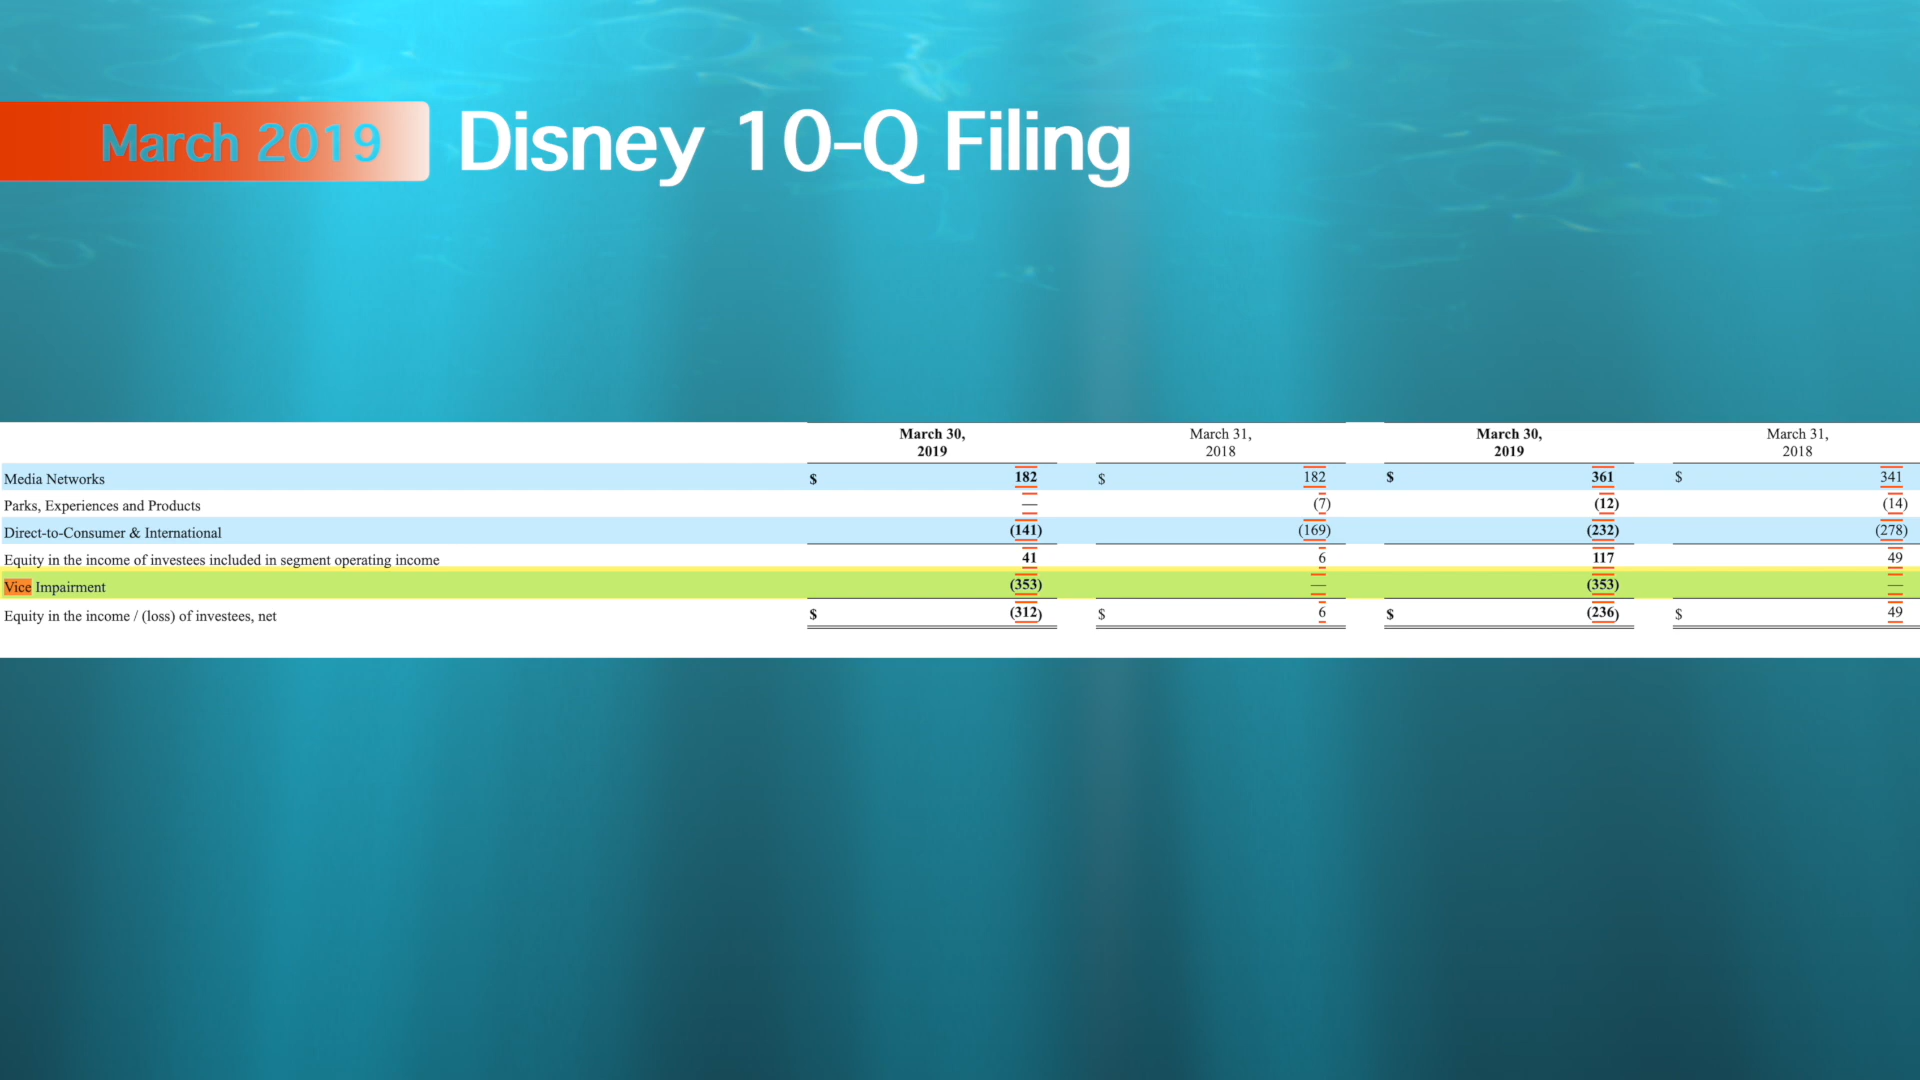 March 2019 Disney 10-Q Filing
March 30, March 31, March 30, March 31,
2019 2018 2019 2018
Media Networks $ 182 $ 182 $ 361 $ 341
Parks, Experiences and Products — (7) (12) (14)
Direct-to-Consumer & International (141) (169) (232) (278)
Equity in the income of investees included in segment operating income 41 6 117 49
Vice Impairment (353) — (353) —
Equity in the income / (loss) of investees, net $ (312) $ 6 $ (236) $ 49